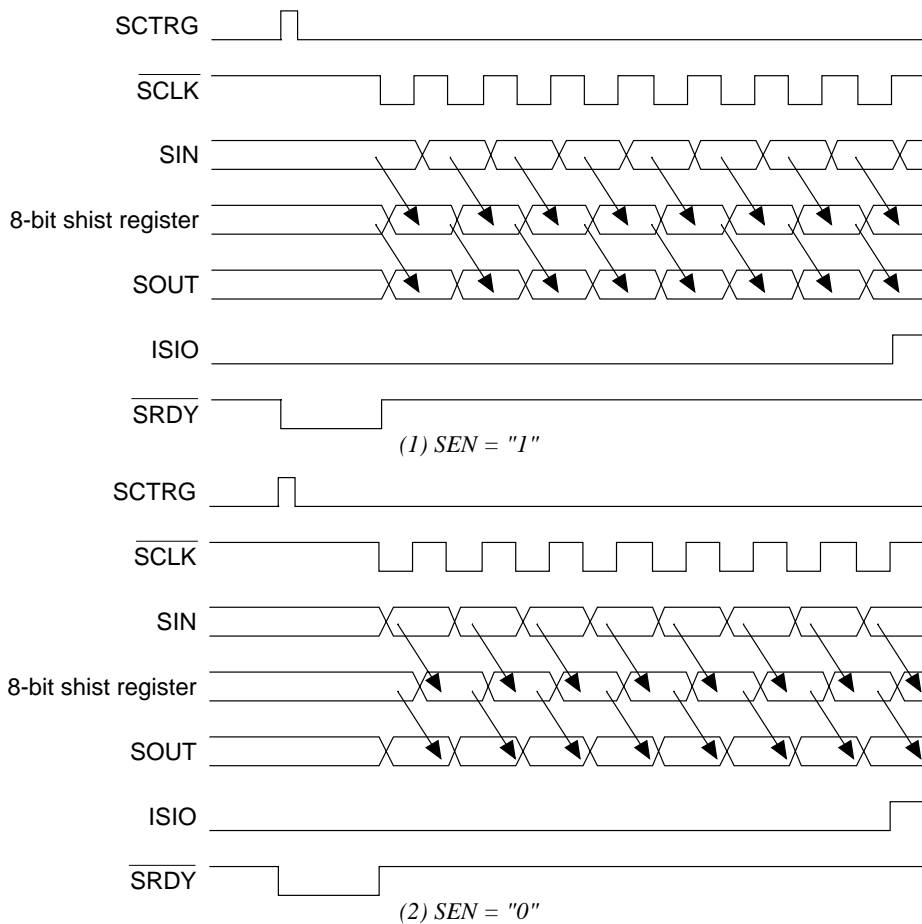 SCTRG
SCLK
SIN
8-bit shist register
SOUT
ISIO
SRDY
(1) SEN = "1"
SCTRG
SCLK
SIN
8-bit shist register
SOUT
ISIO
SRDY
(2) SEN = "0"